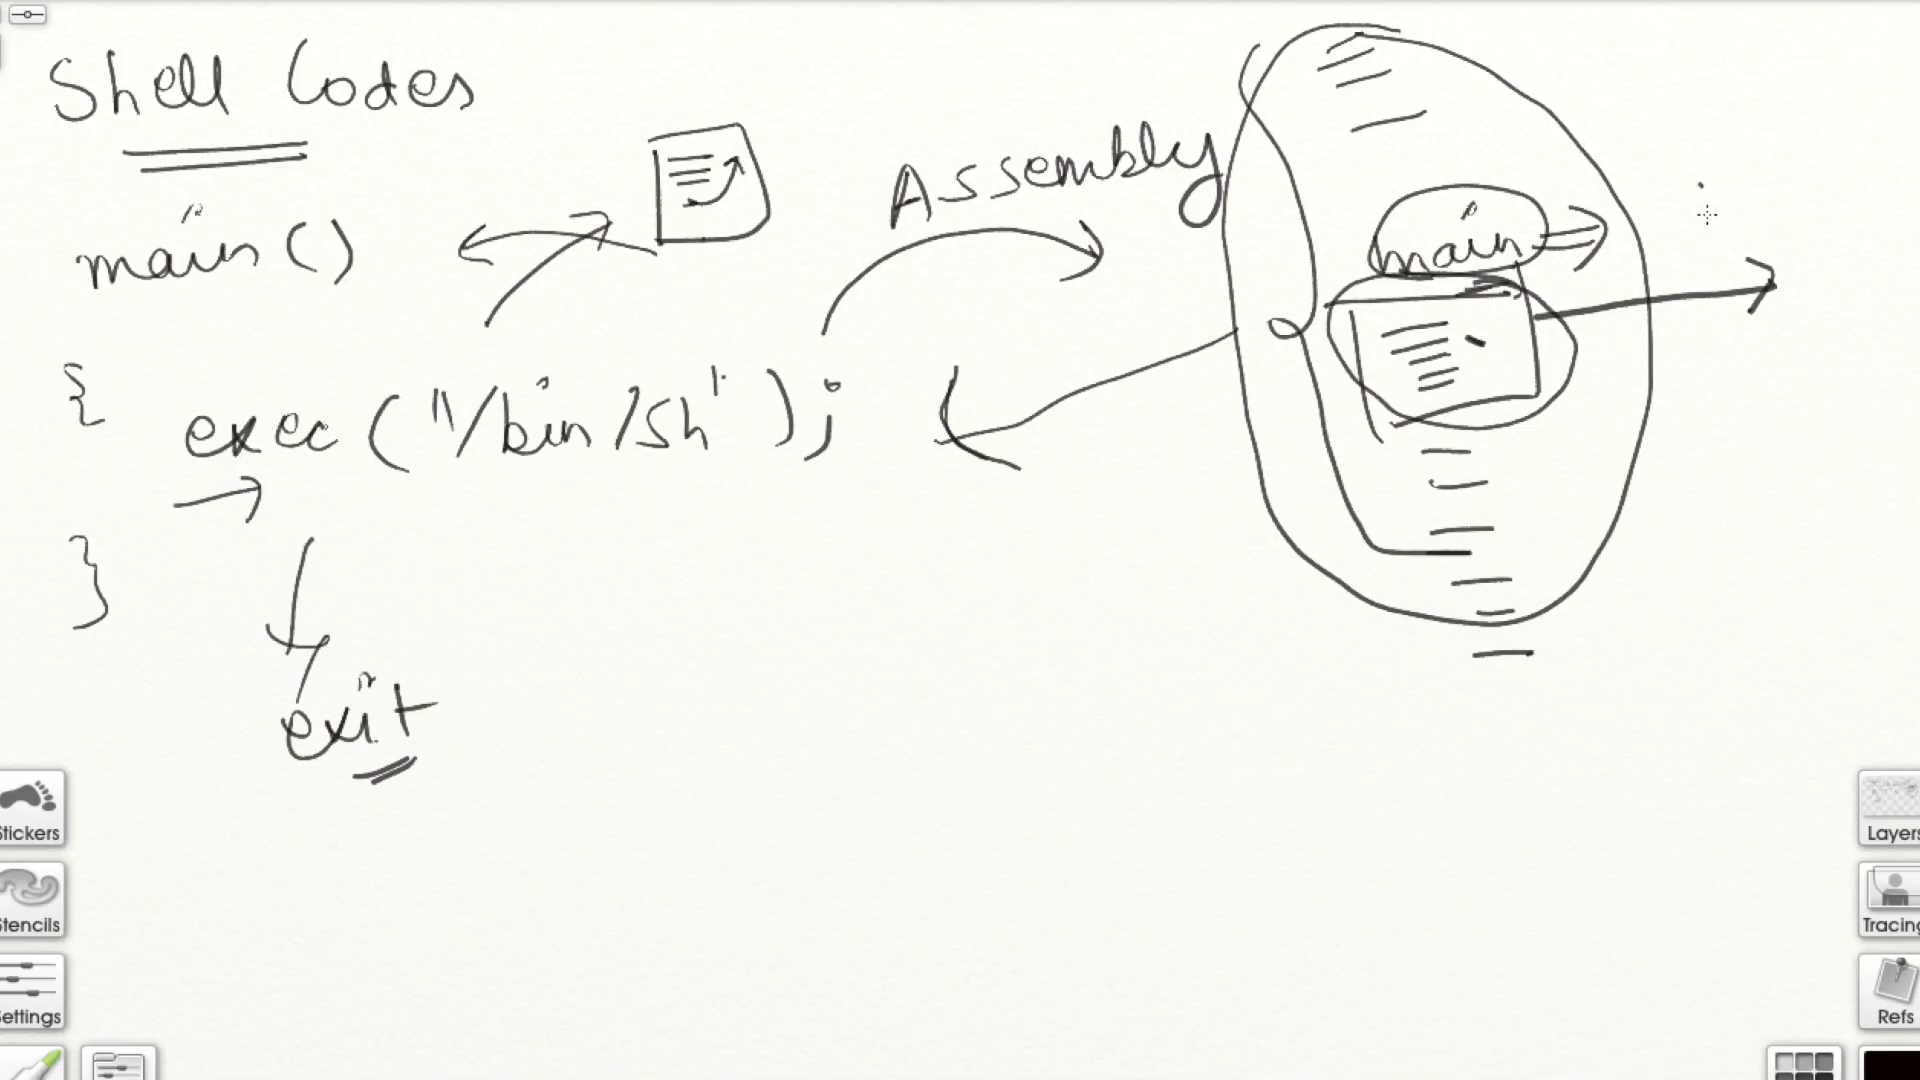 Shell Codes
Assembly
main()
main
{
exec("/bin/sh');
}
exit
Stickers
Stencils
Settings
Layers
Tracing
Refs